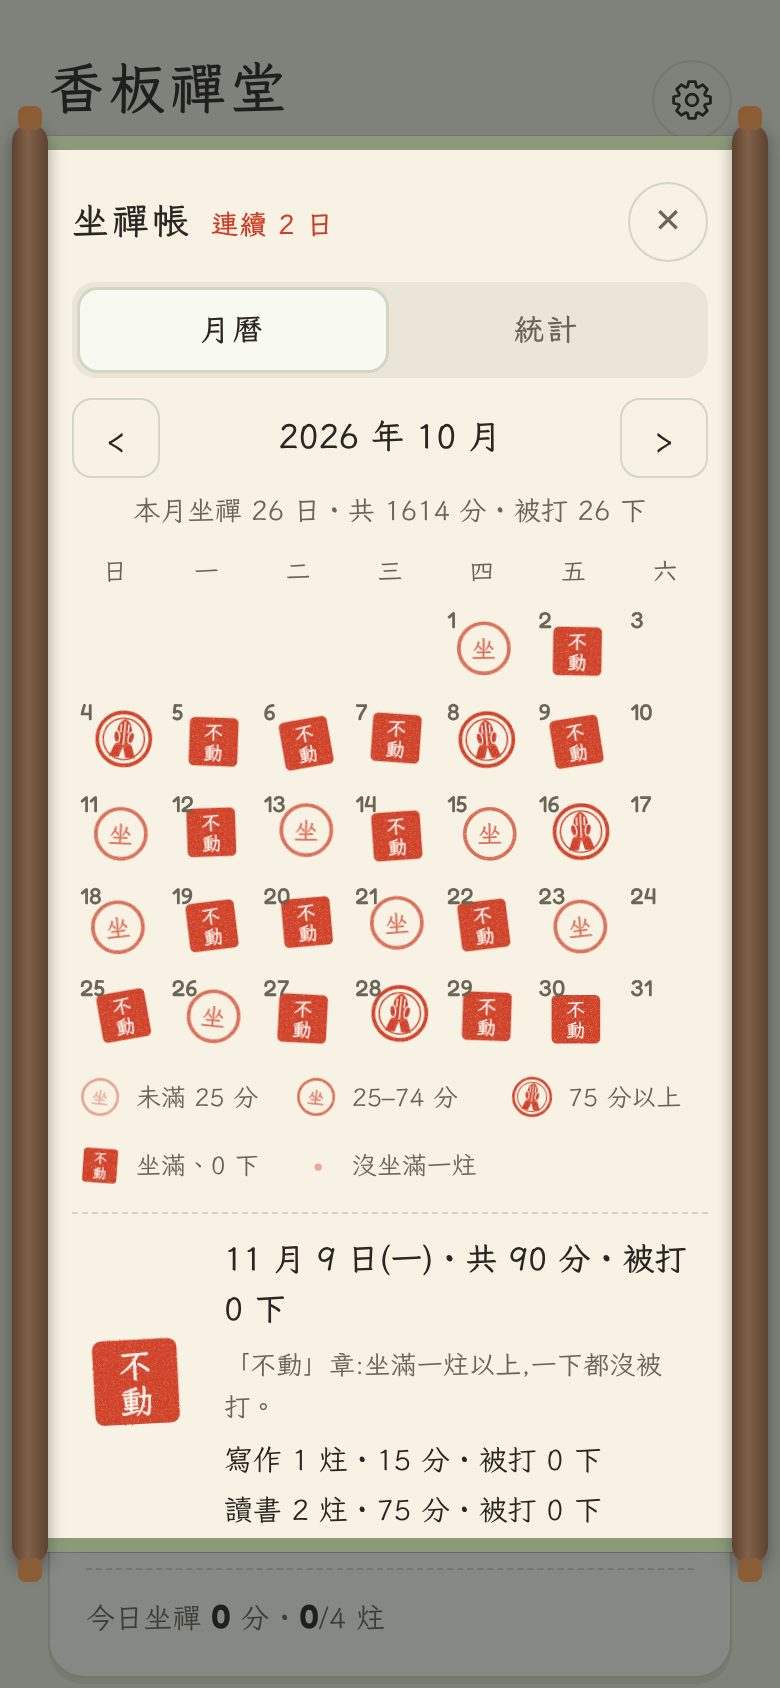 香板禪堂
坐禪帳 連續 2 日 ✕
月曆 統計
< 2026 年 10 月 >
本月坐禪 26 日・共 1614 分・被打 26 下
日 一 二 三 四 五 六
1 坐 2 不動 3
4 5 不動 6 不動 7 不動 8 9 不動 10
11 坐 12 不動 13 坐 14 不動 15 坐 16 17
18 坐 19 不動 20 不動 21 坐 22 不動 23 坐 24
25 不動 26 坐 27 不動 28 29 不動 30 不動 31
坐 未滿 25 分 坐 25–74 分 75 分以上
不動 坐滿、0 下 沒坐滿一炷
11 月 9 日(一)・共 90 分・被打
0 下
不動
「不動」章:坐滿一炷以上,一下都沒被
打。
寫作 1 炷・15 分・被打 0 下
讀書 2 炷・75 分・被打 0 下
今日坐禪 0 分・0/4 炷